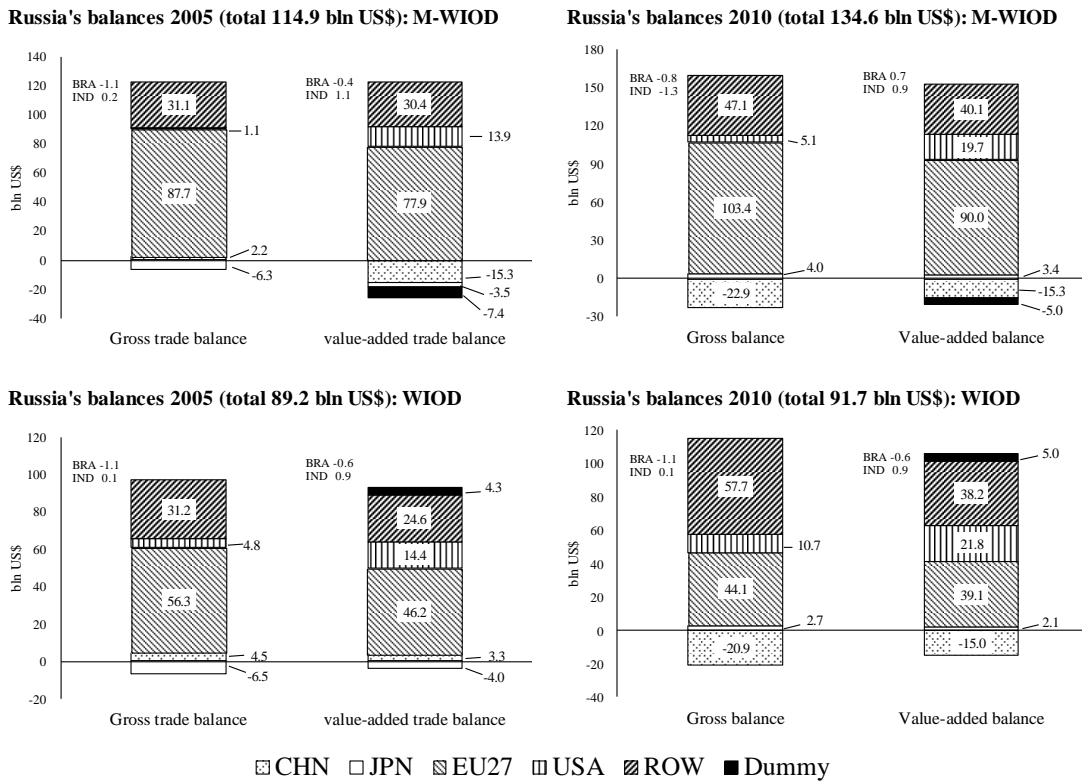 Russia's balances 2005 (total 114.9 bln US$): M-WIOD
bln US$
140
120
100
80
60
40
20
0
-20
-40
BRA -1.1
IND 0.2
31.1
1.1
87.7
2.2
-6.3
Gross trade balance
BRA -0.4
IND 1.1
30.4
13.9
77.9
-15.3
-3.5
-7.4
value-added trade balance
Russia's balances 2010 (total 134.6 bln US$): M-WIOD
bln US$
180
150
120
90
60
30
0
-30
BRA -0.8
IND -1.3
47.1
5.1
103.4
4.0
-22.9
Gross balance
BRA 0.7
IND 0.9
40.1
19.7
90.0
3.4
-15.3
-5.0
Value-added balance
Russia's balances 2005 (total 89.2 bln US$): WIOD
bln US$
120
100
80
60
40
20
0
-20
BRA -1.1
IND 0.1
31.2
4.8
56.3
4.5
-6.5
Gross trade balance
BRA -0.6
IND 0.9
4.3
24.6
14.4
46.2
3.3
-4.0
value-added trade balance
Russia's balances 2010 (total 91.7 bln US$): WIOD
bln US$
120
100
80
60
40
20
0
-20
-40
BRA -1.1
IND 0.1
57.7
10.7
44.1
2.7
-20.9
Gross balance
BRA -0.6
IND 0.9
5.0
38.2
21.8
39.1
2.1
-15.0
Value-added balance
CHN JPN EU27 USA ROW Dummy